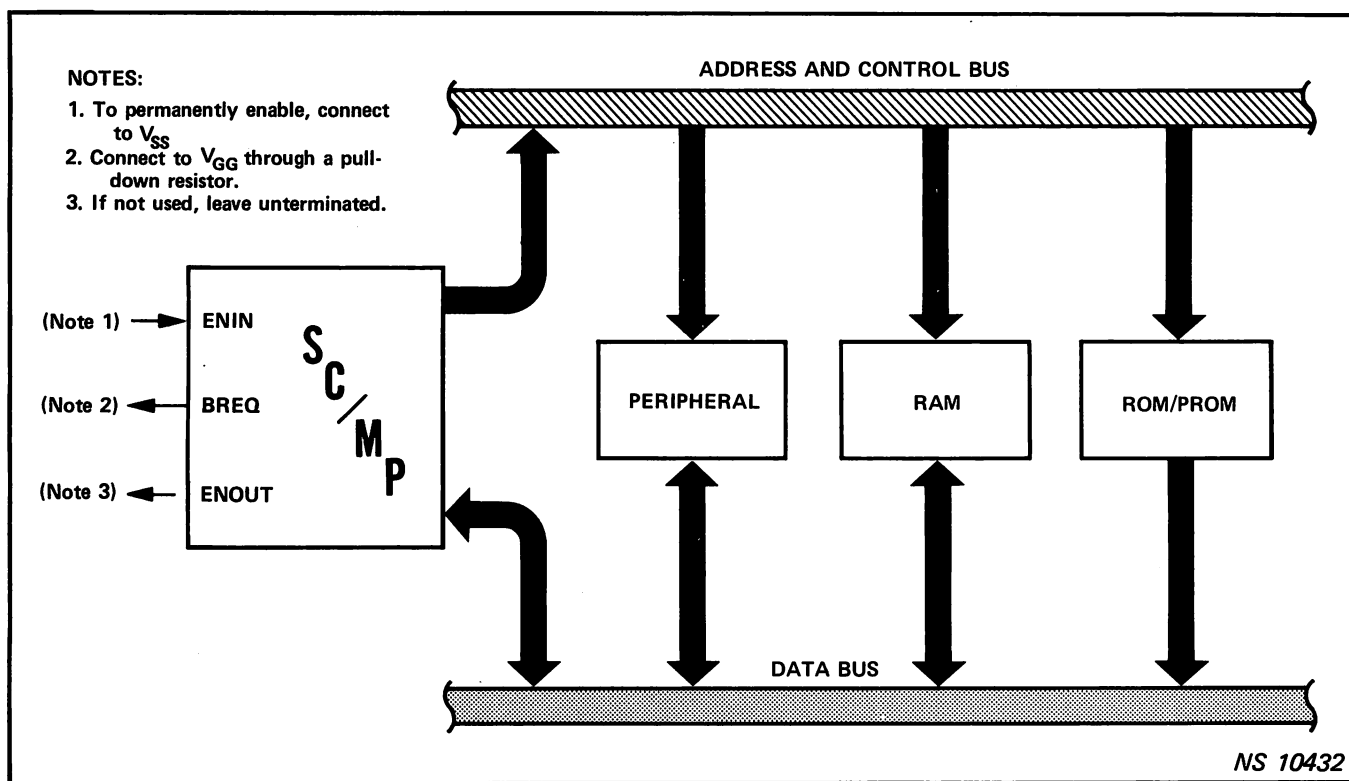 NOTES:
1. To permanently enable, connect
to VSS
2. Connect to VGG through a pull-
down resistor.
3. If not used, leave unterminated.
ADDRESS AND CONTROL BUS
(Note 1)
ENIN
(Note 2)
BREQ
(Note 3)
ENOUT
SC/MP
PERIPHERAL
RAM
ROM/PROM
DATA BUS
NS 10432